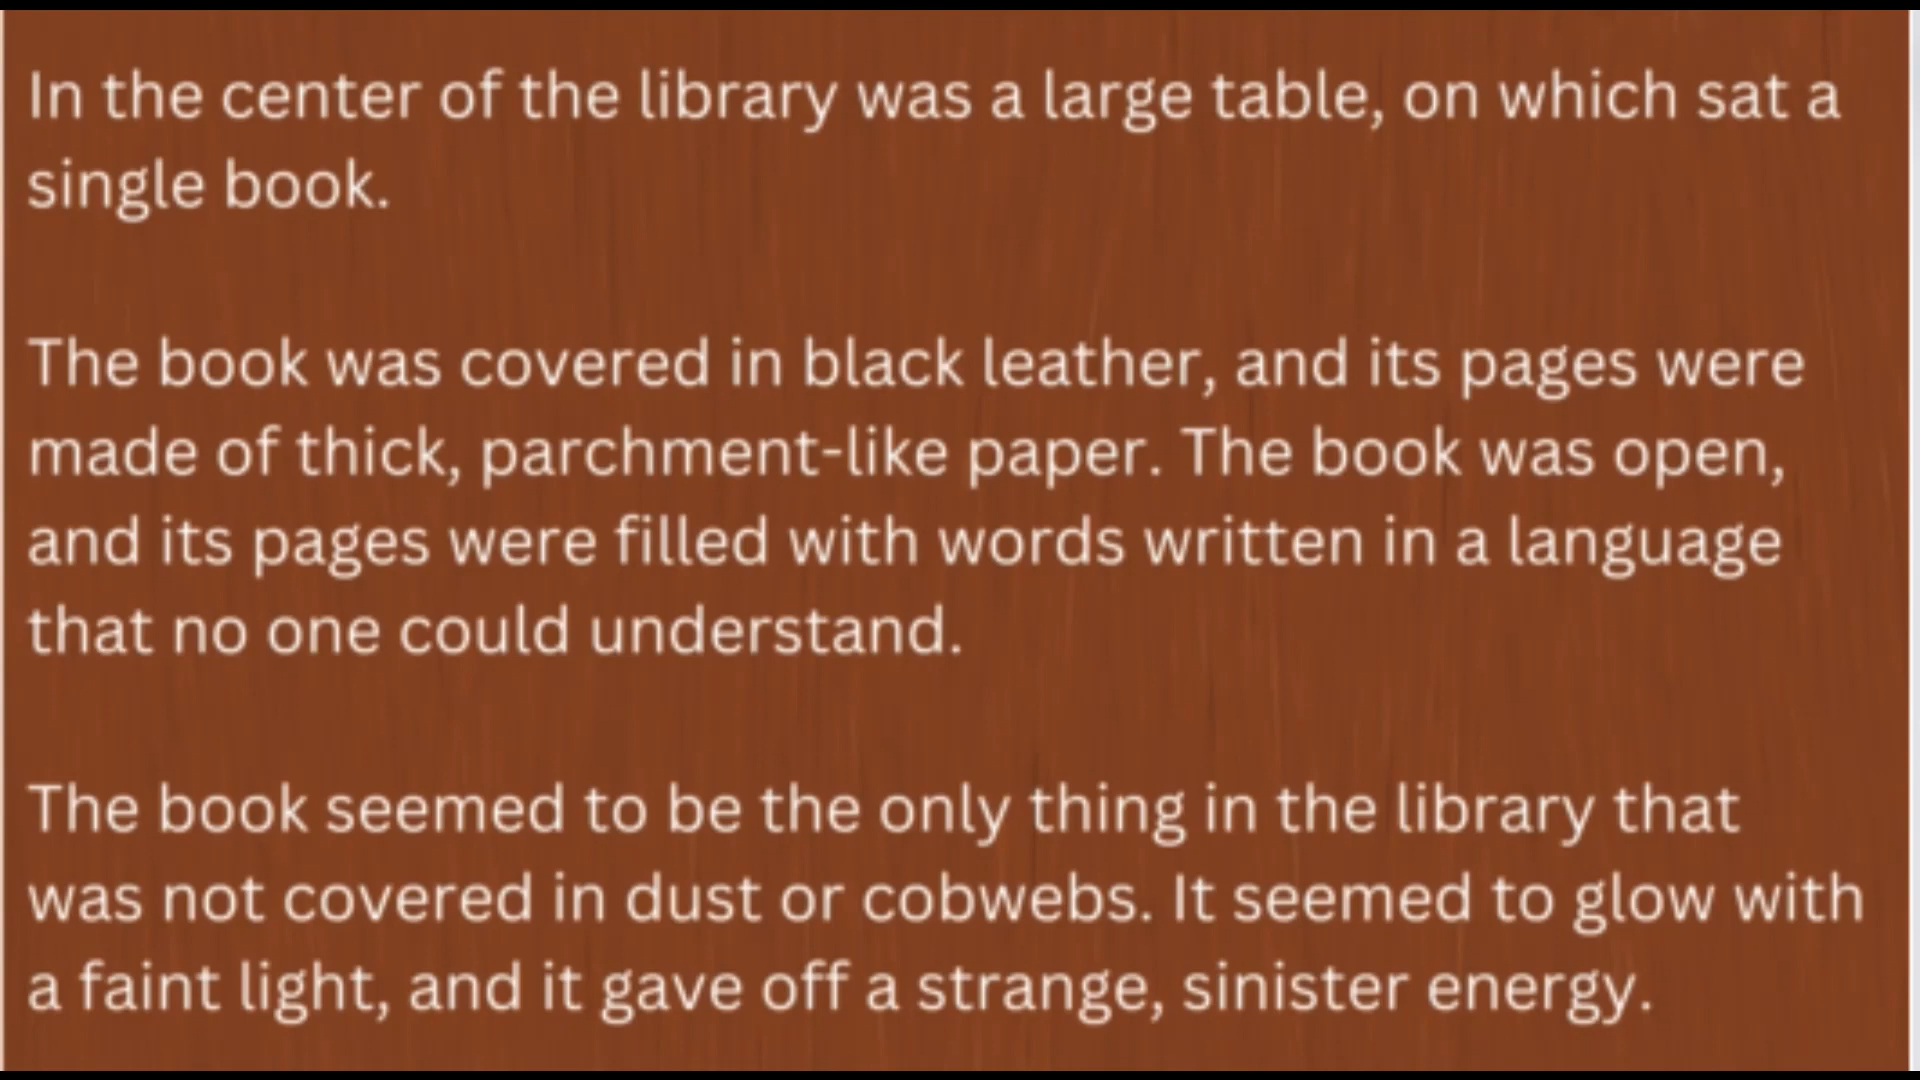 In the center of the library was a large table, on which sat a
single book.
The book was covered in black leather, and its pages were
made of thick, parchment-like paper. The book was open,
and its pages were filled with words written in a language
that no one could understand.
The book seemed to be the only thing in the library that
was not covered in dust or cobwebs. It seemed to glow with
a faint light, and it gave off a strange, sinister energy.